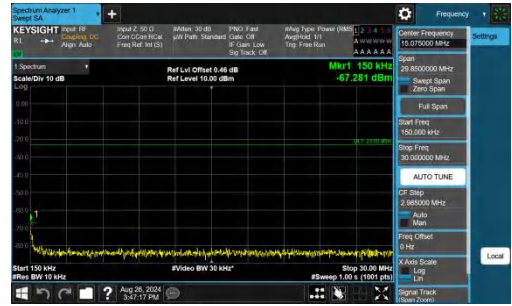 Spectrum Analyzer 1
Swept SA
Frequency
KEYSIGHT
Input: RF
Coupling: DC
Align: Auto
Input Z: 50 Ω
Corr CCorr RCal
Freq Ref: Int (S)
#Atten: 30 dB
µW Path: Standard
PNO: Fast
Gate: Off
IF Gain: Low
Sig Track: Off
#Avg Type: Power (RMS)
Avg|Hold: 1/1
Trig: Free Run
1 2 3 4 5 6
A W W W W W
A A A A A A
1 Spectrum
Scale/Div 10 dB
Log
Ref Lvl Offset 0.46 dB
Ref Level 10.00 dBm
Mkr1 150 kHz
-67.281 dBm
0.00
-10.0
-20.0
-30.0
-40.0
-50.0
-60.0
-70.0
-80.0
1
Start 150 kHz
#Res BW 10 kHz
#Video BW 30 kHz*
Stop 30.00 MHz
#Sweep 1.00 s (1001 pts)
Aug 26, 2024
3:47:17 PM
Center Frequency
15.075000 MHz
Settings
Span
29.8500000 MHz
Swept Span
Zero Span
Full Span
Start Freq
150.000 kHz
Stop Freq
30.000000 MHz
AUTO TUNE
CF Step
2.985000 MHz
Auto
Man
Freq Offset
0 Hz
X Axis Scale
Log
Lin
Signal Track
(Span Zoom)
Local